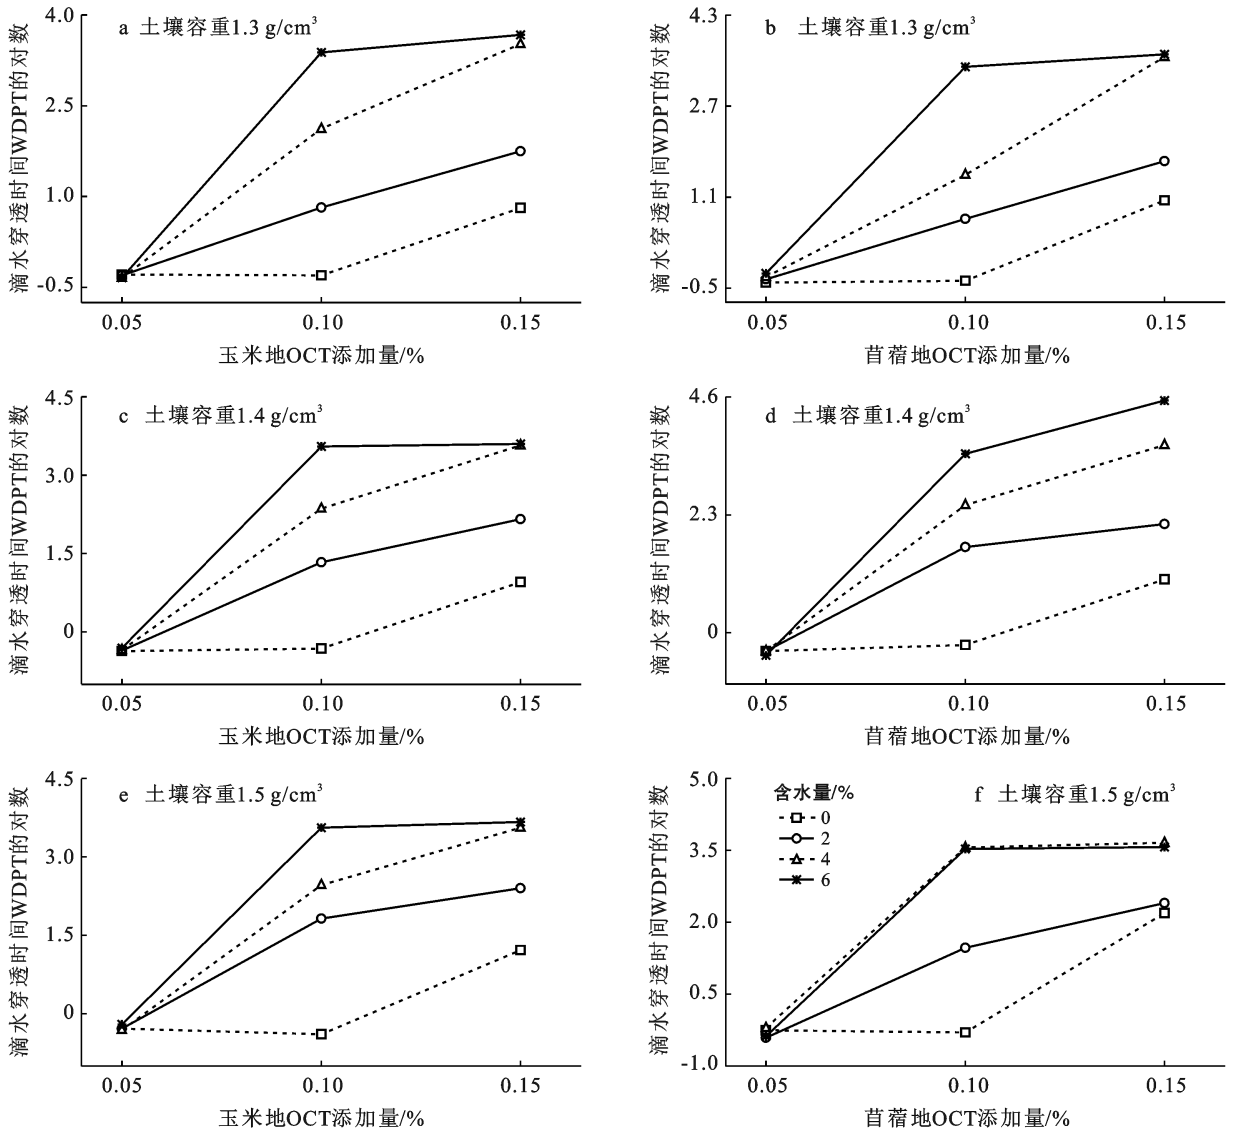 a 土壤容重1.3 g/cm³
滴水穿透时间WDPT的对数
4.0
2.5
1.0
-0.5
0.05 0.10 0.15
玉米地OCT添加量/%
b 土壤容重1.3 g/cm³
滴水穿透时间WDPT的对数
4.3
2.7
1.1
-0.5
0.05 0.10 0.15
苜蓿地OCT添加量/%
c 土壤容重1.4 g/cm³
滴水穿透时间WDPT的对数
4.5
3.0
1.5
0
0.05 0.10 0.15
玉米地OCT添加量/%
d 土壤容重1.4 g/cm³
滴水穿透时间WDPT的对数
4.6
2.3
0
0.05 0.10 0.15
苜蓿地OCT添加量/%
e 土壤容重1.5 g/cm³
滴水穿透时间WDPT的对数
4.5
3.0
1.5
0
0.05 0.10 0.15
玉米地OCT添加量/%
f 土壤容重1.5 g/cm³
含水量/%
0
2
4
6
滴水穿透时间WDPT的对数
5.0
3.5
2.0
0.5
-1.0
0.05 0.10 0.15
苜蓿地OCT添加量/%